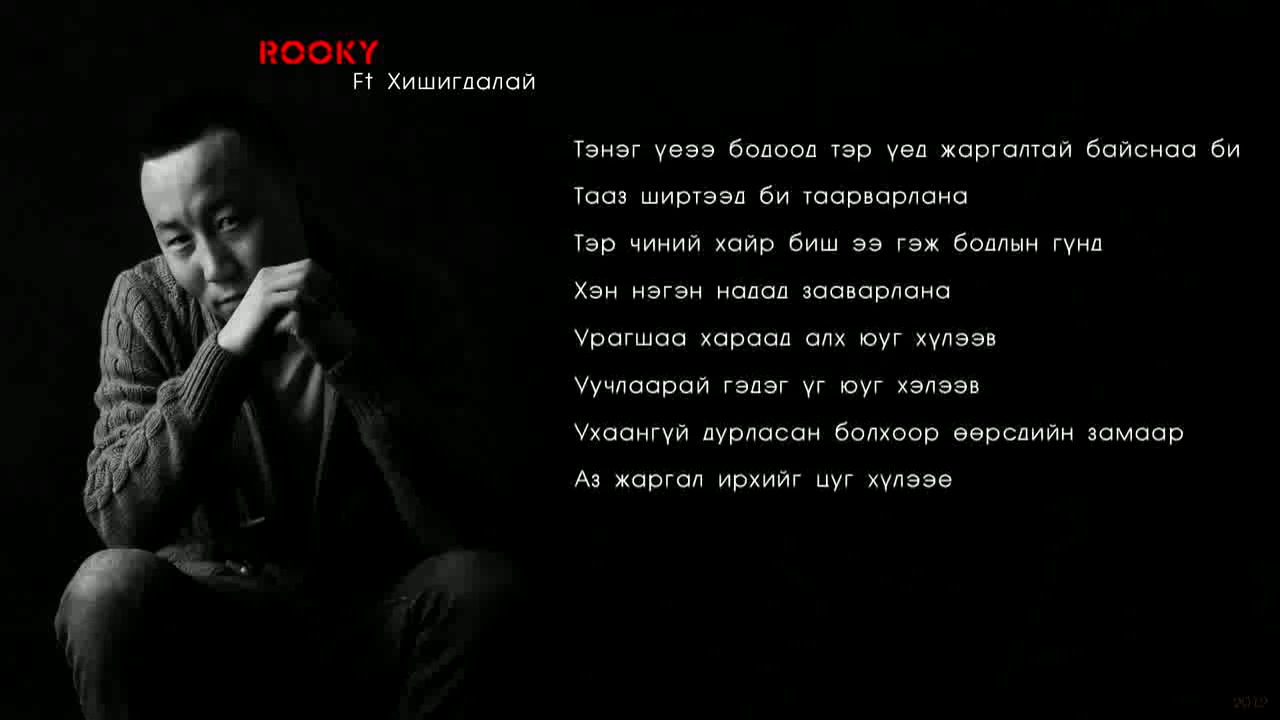 ROOKY
Ft Хишигдалай
Тэнэг үеээ бодоод тэр үед жаргалтай байснаа би
Тааз ширтээд би таарварлана
Тэр чиний хайр биш ээ гэж бодлын гүнд
Хэн нэгэн надад зааварлана
Урагшаа хараад алх юуг хүлээв
Уучлаарай гэдэг үг юуг хэлээв
Ухаангүй дурласан болхоор өөрсдийн замаар
Аз жаргал ирхийг цуг хүлээе
2012